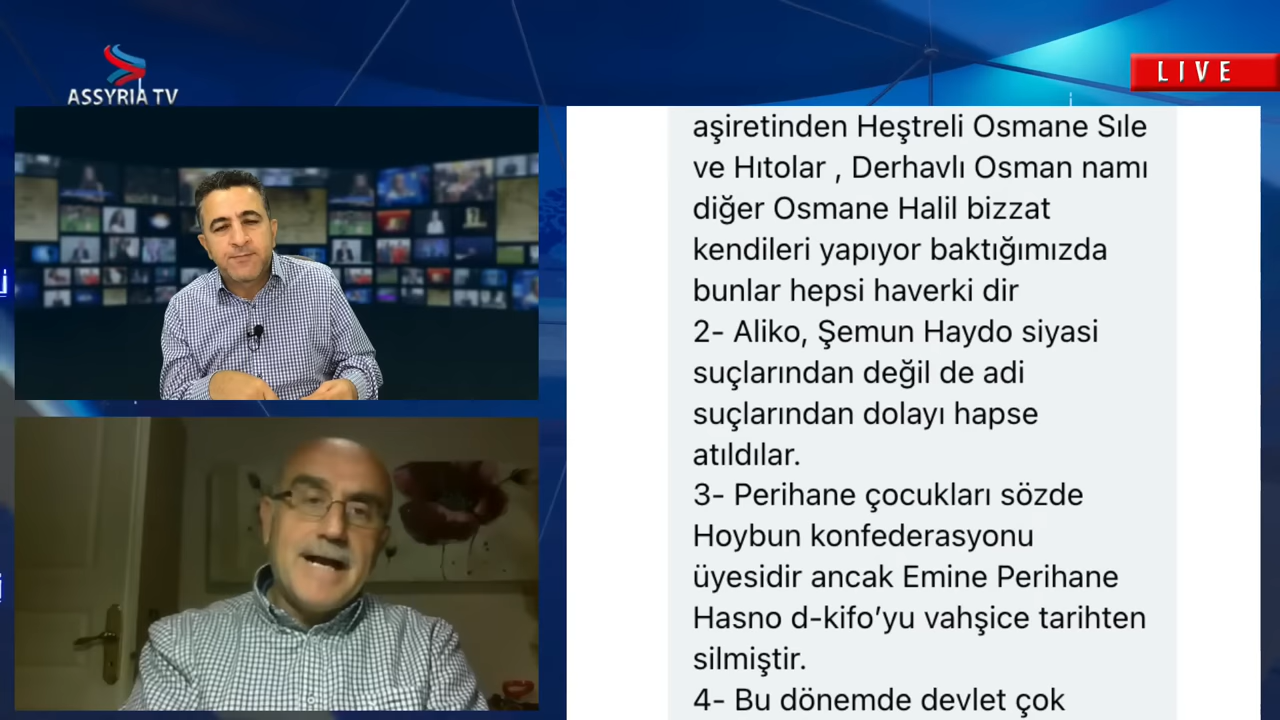 ASSYRIA TV
LIVE
aşiretinden Heştreli Osmane Sıle
ve Hıtolar , Derhavlı Osman namı
diğer Osmane Halil bizzat
kendileri yapıyor baktığımızda
bunlar hepsi haverki dir
2- Aliko, Şemun Haydo siyasi
suçlarından değil de adi
suçlarından dolayı hapse
atıldılar.
3- Perihane çocukları sözde
Hoybun konfederasyonu
üyesidir ancak Emine Perihane
Hasno d-kifo’yu vahşice tarihten
silmiştir.
4- Bu dönemde devlet çok